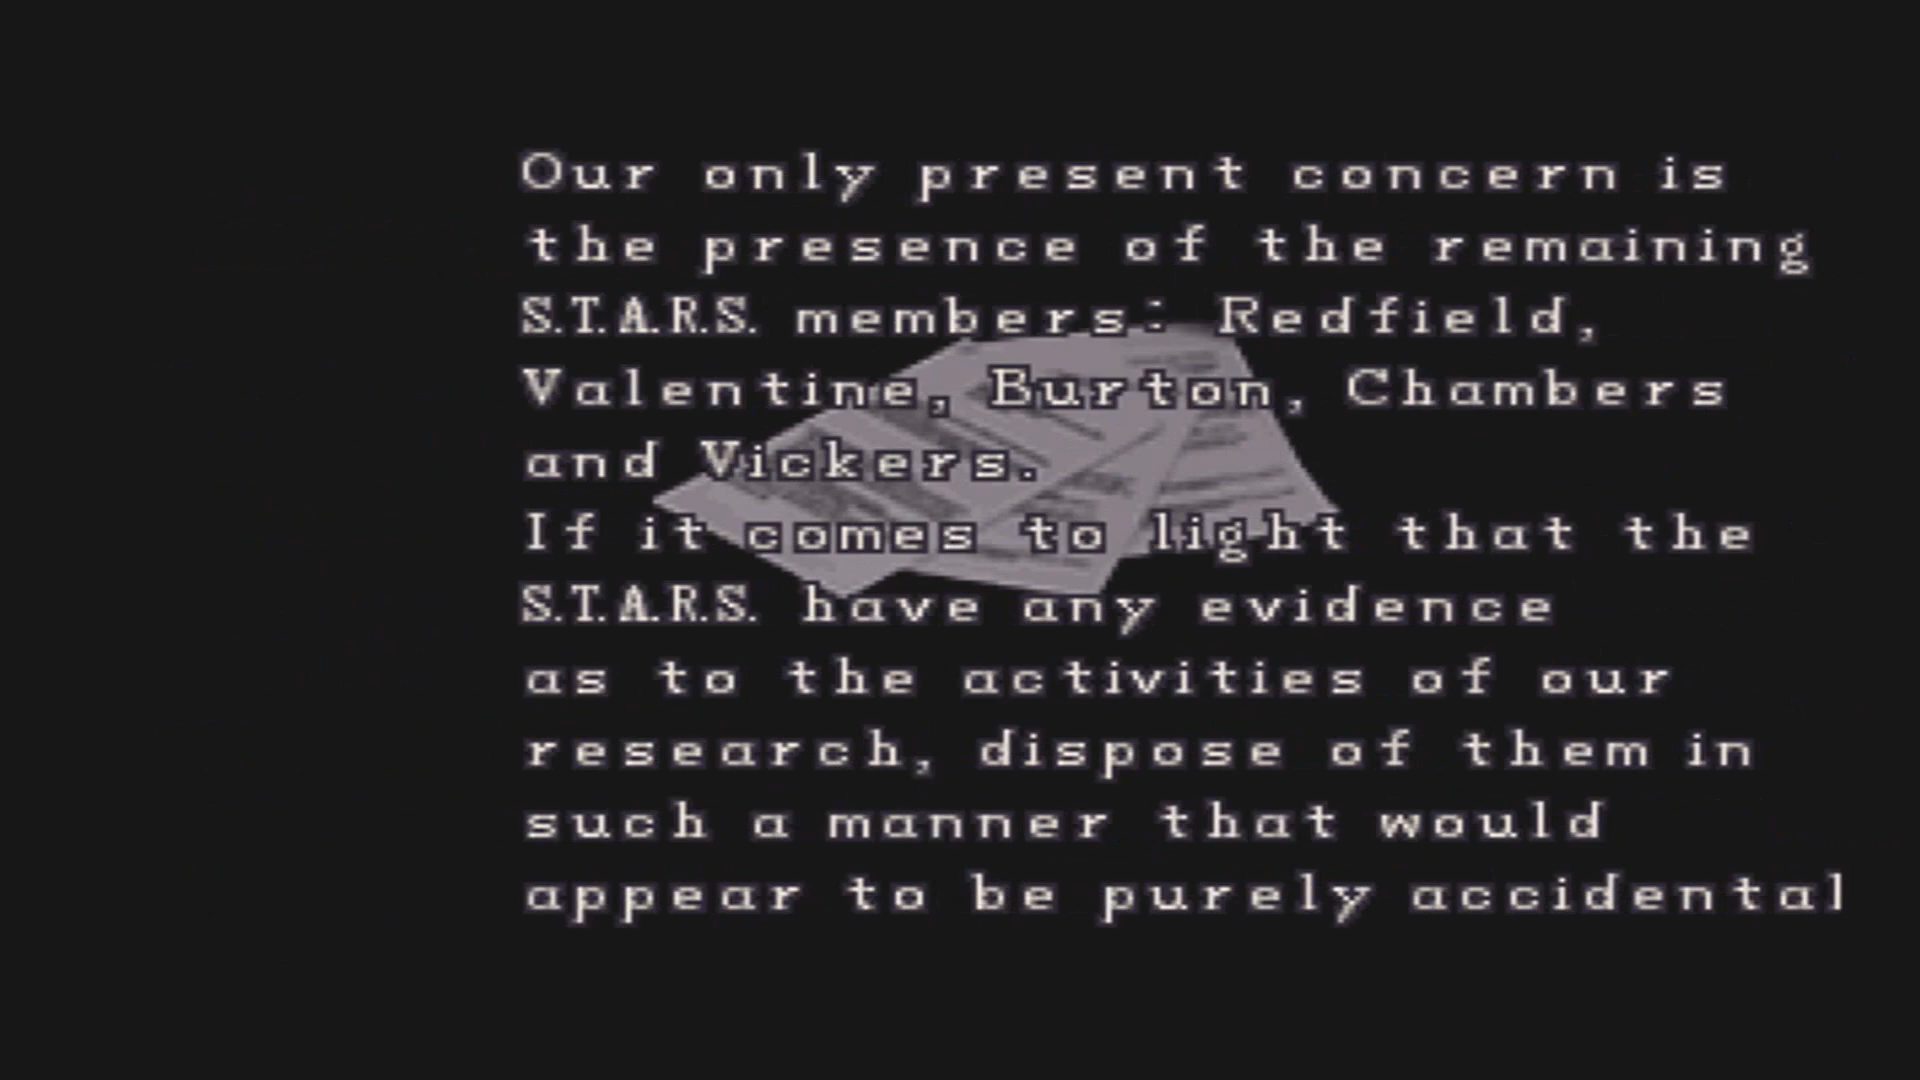 Our only present concern is
the presence of the remaining
S.T.A.R.S. members: Redfield,
Valentine, Burton, Chambers
and Vickers.
If it comes to light that the
S.T.A.R.S. have any evidence
as to the activities of our
research, dispose of them in
such a manner that would
appear to be purely accidental